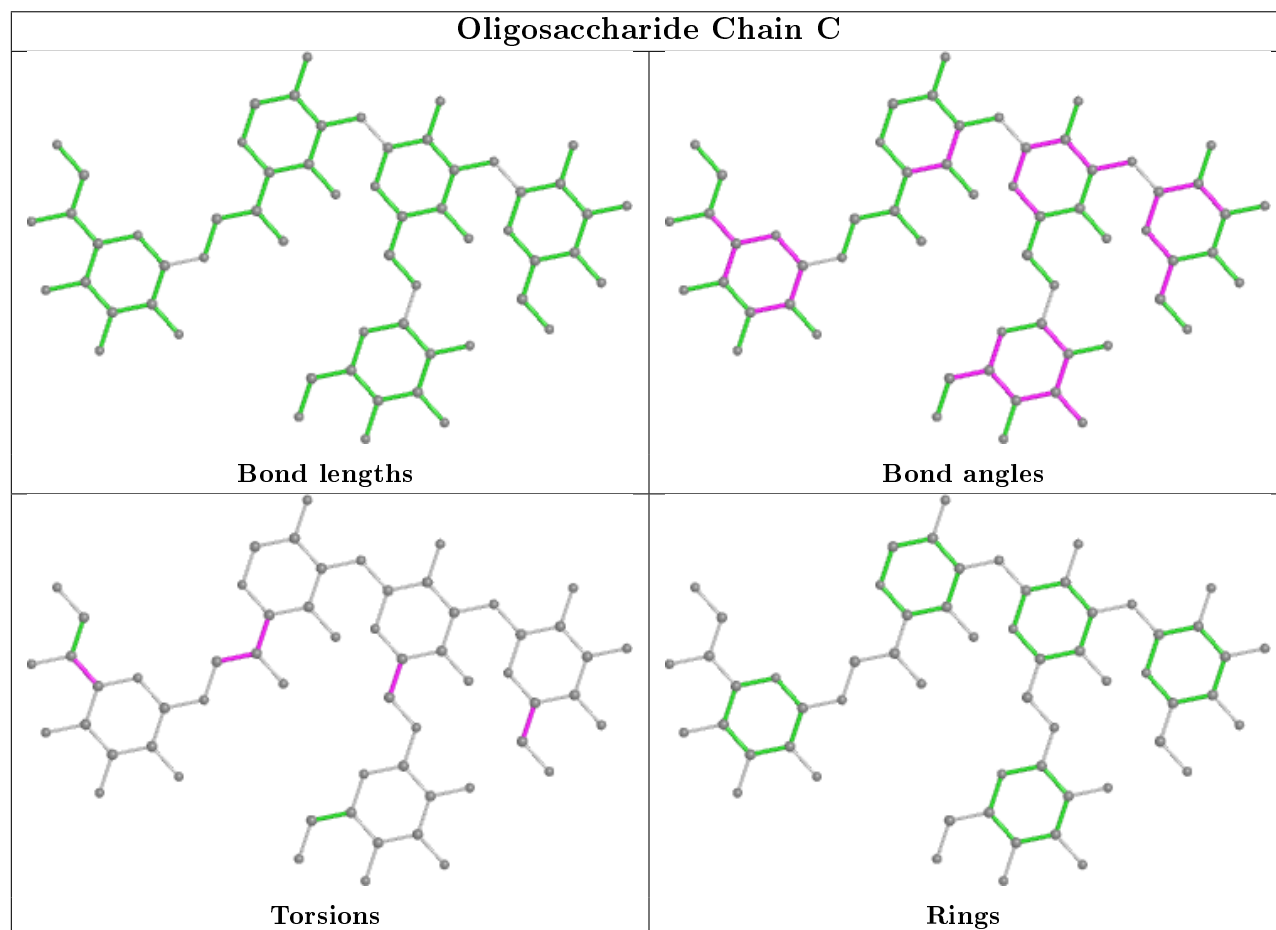 Oligosaccharide Chain C
Bond lengths
Bond angles
Torsions
Rings